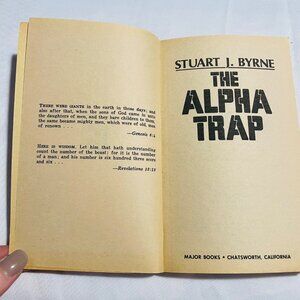 THERE WERE GIANTS in the earth in those days; and
also after that, when the sons of God came in unto
the daughters of men, and they bare children to them,
the same became mighty men, which were of old, men
of renown . . .
—Genesis 6:4
HERE IS WISDOM. Let him that hath understanding
count the number of the beast: for it is the number
of a man; and his number is six hundred three score
and six . . .
—Revelations 13:18
STUART J. BYRNE
THE
ALPHA
TRAP
MAJOR BOOKS • CHATSWORTH, CALIFORNIA